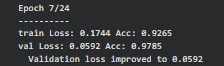 Epoch 7/24
----------
train Loss: 0.1744 Acc: 0.9265
val Loss: 0.0592 Acc: 0.9785
  Validation loss improved to 0.0592